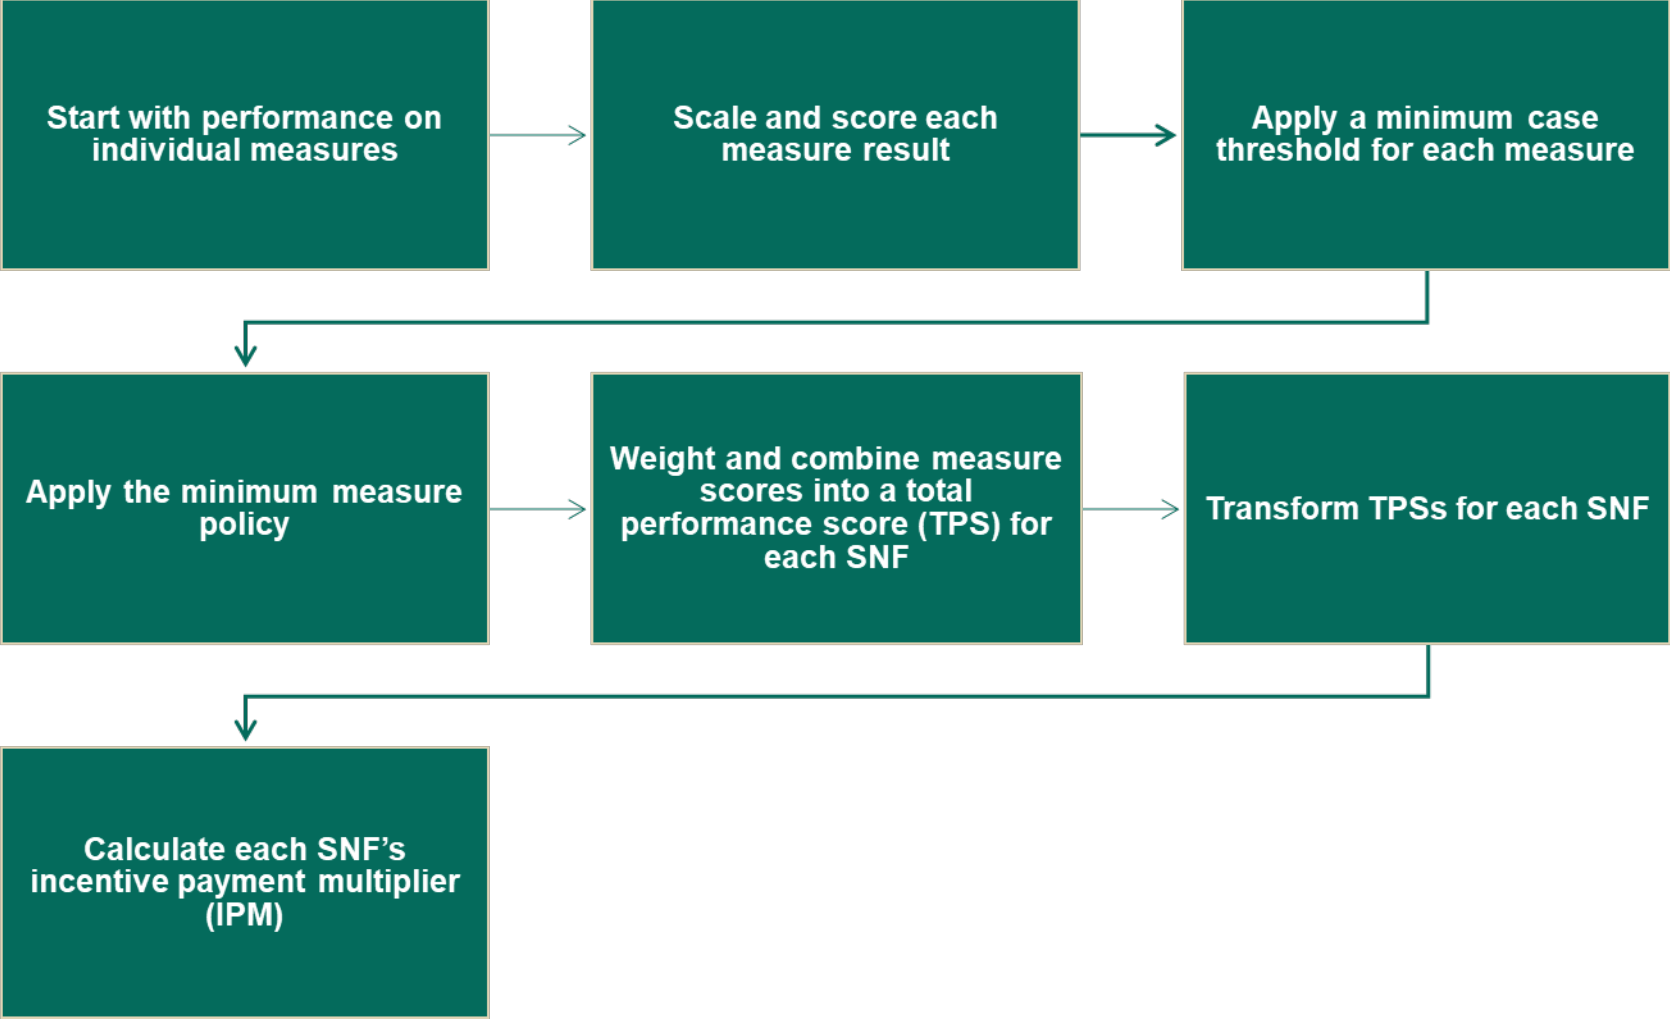 Start with performance on
individual measures
Scale and score each
measure result
Apply a minimum case
threshold for each measure
Apply the minimum measure
policy
Weight and combine measure
scores into a total
performance score (TPS) for
each SNF
Transform TPSs for each SNF
Calculate each SNF’s
incentive payment multiplier
(IPM)